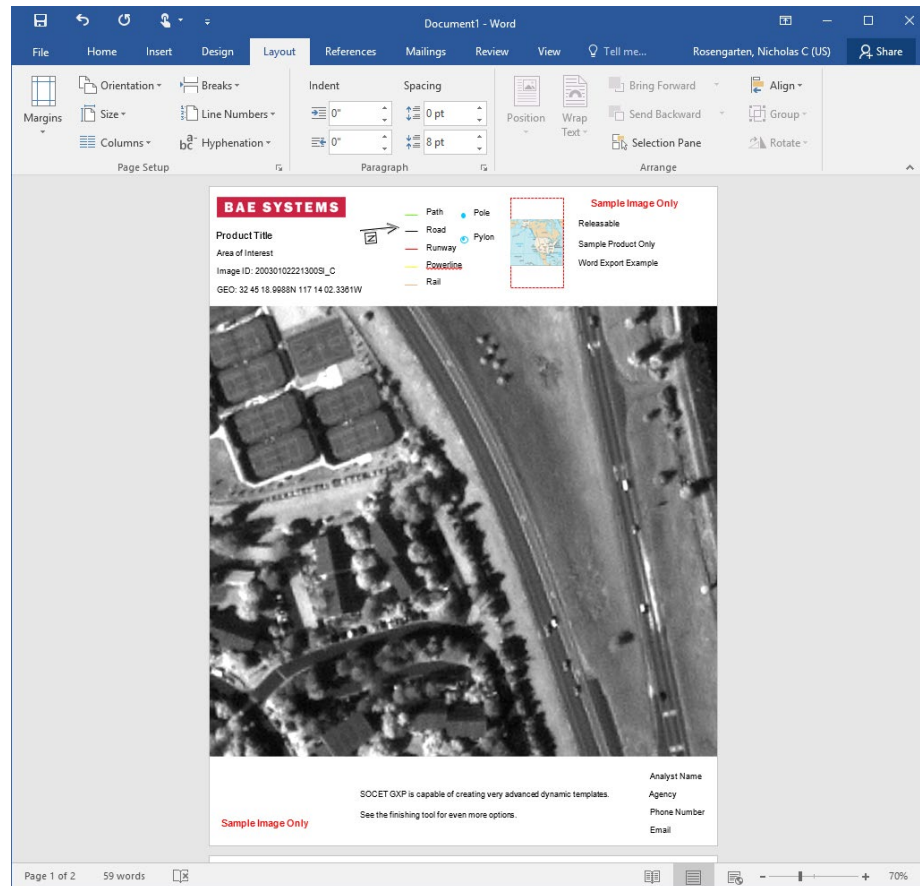 Document1 - Word
File Home Insert Design Layout References Mailings Review View Tell me... Rosengarten, Nicholas C (US) Share
Margins
Orientation
Size
Columns
Breaks
Line Numbers
Hyphenation
Page Setup
Indent
0"
0"
Spacing
0 pt
8 pt
Paragraph
Position
Wrap Text
Bring Forward
Send Backward
Selection Pane
Align
Group
Rotate
Arrange
BAE SYSTEMS
Product Title
Area of Interest
Image ID: 20030102221300SI_C
GEO: 32 45 18.9988N 117 14 02.3361W
N
Path
Road
Runway
Powerline
Rail
Pole
Pylon
Sample Image Only
Releasable
Sample Product Only
Word Export Example
SOCET GXP is capable of creating very advanced dynamic templates.
See the finishing tool for even more options.
Sample Image Only
Analyst Name
Agency
Phone Number
Email
Page 1 of 2 59 words 70%